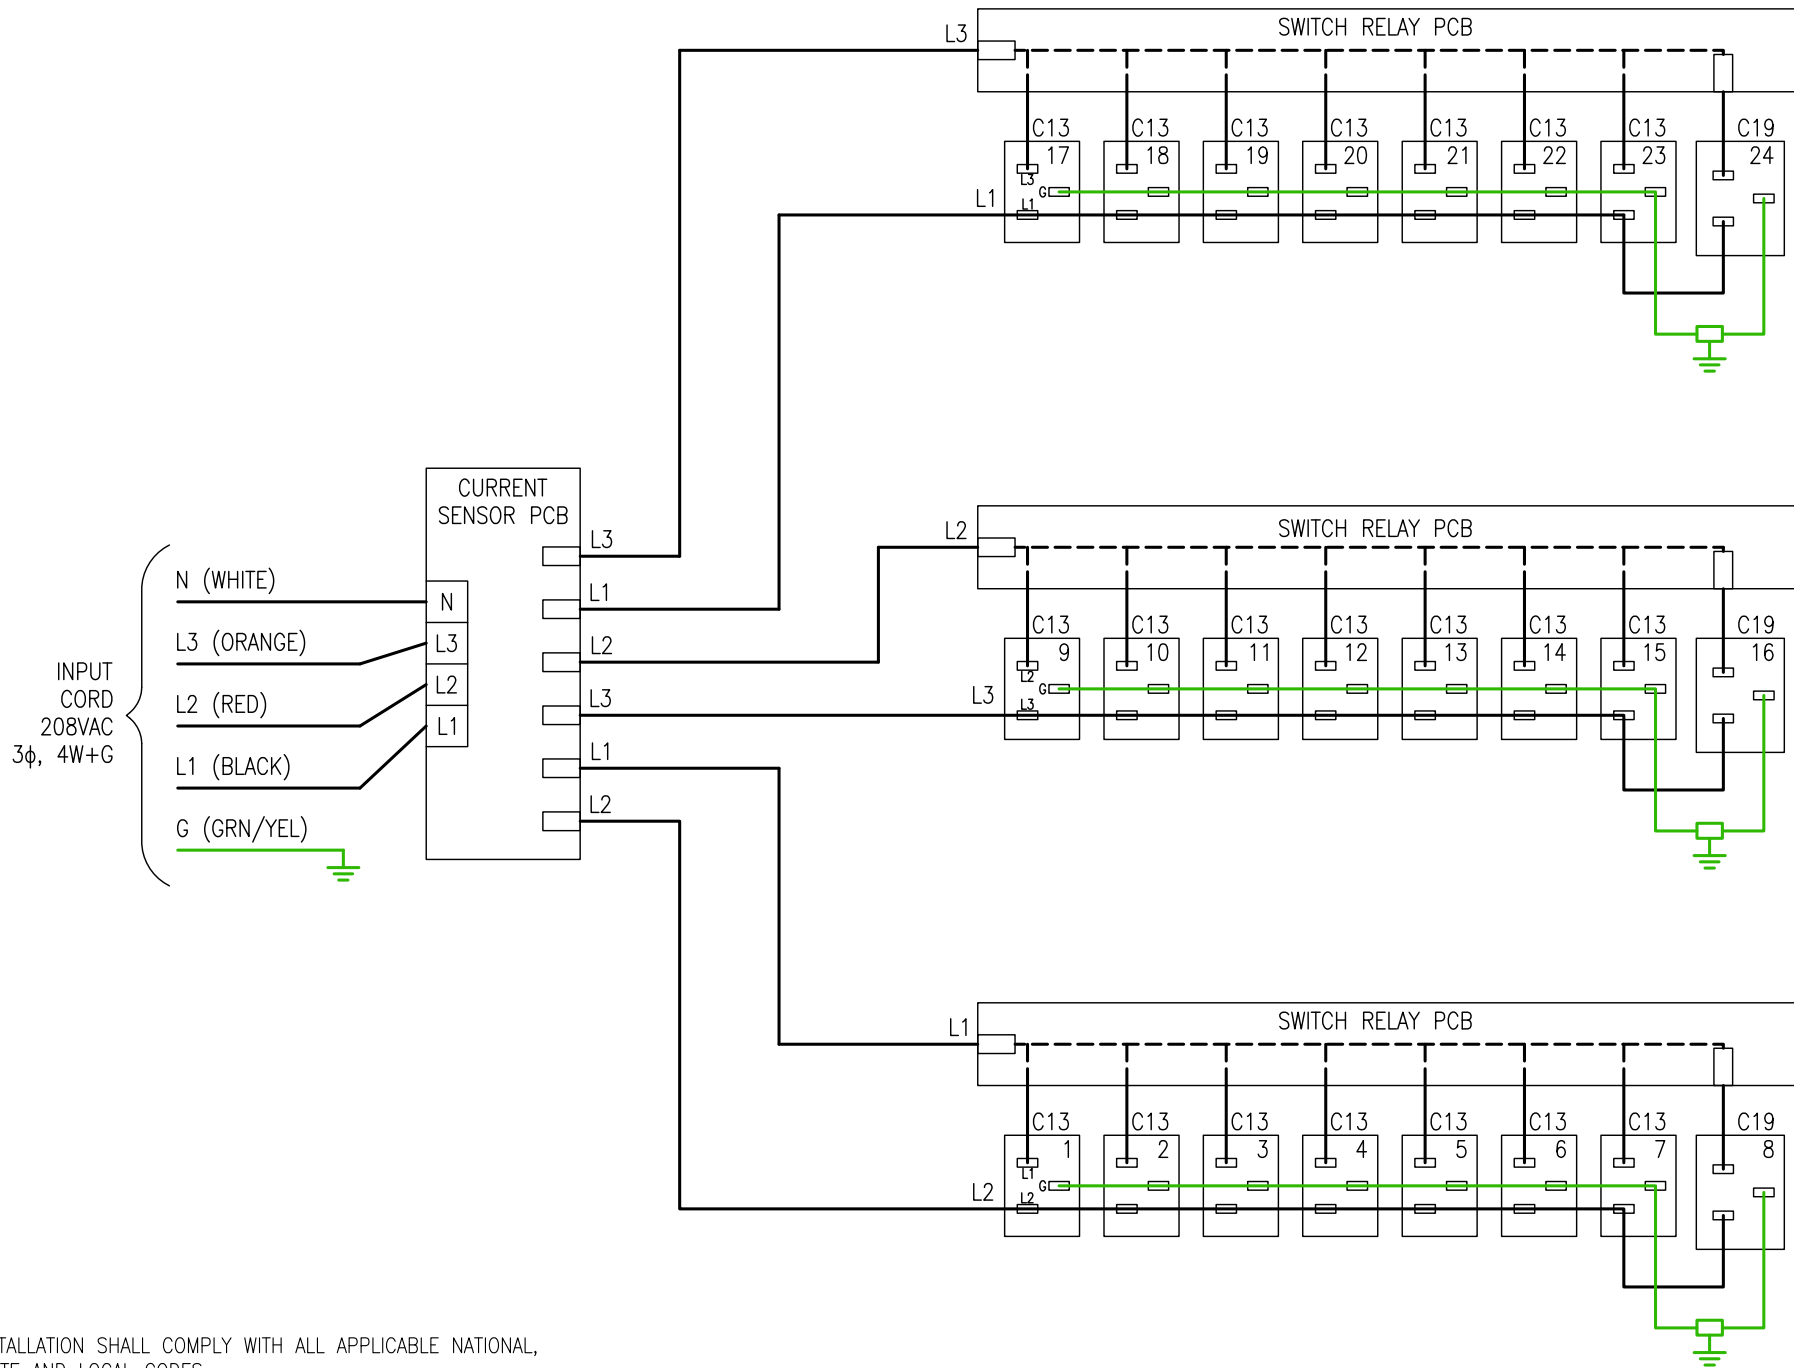 SWITCH RELAY PCB
L3
C13 C13 C13 C13 C13 C13 C13 C19
17 18 19 20 21 22 23 24
L3
G
L1
L1
CURRENT
SENSOR PCB
L3
L1
L2
L3
L1
L2
N
L3
L2
L1
N (WHITE)
L3 (ORANGE)
L2 (RED)
L1 (BLACK)
G (GRN/YEL)
INPUT
CORD
208VAC
3ϕ, 4W+G
SWITCH RELAY PCB
L2
C13 C13 C13 C13 C13 C13 C13 C19
9 10 11 12 13 14 15 16
L2
G
L3
L3
SWITCH RELAY PCB
L1
C13 C13 C13 C13 C13 C13 C13 C19
1 2 3 4 5 6 7 8
L1
G
L2
L2
TALLATION SHALL COMPLY WITH ALL APPLICABLE NATIONAL,
AND LOCAL CODES